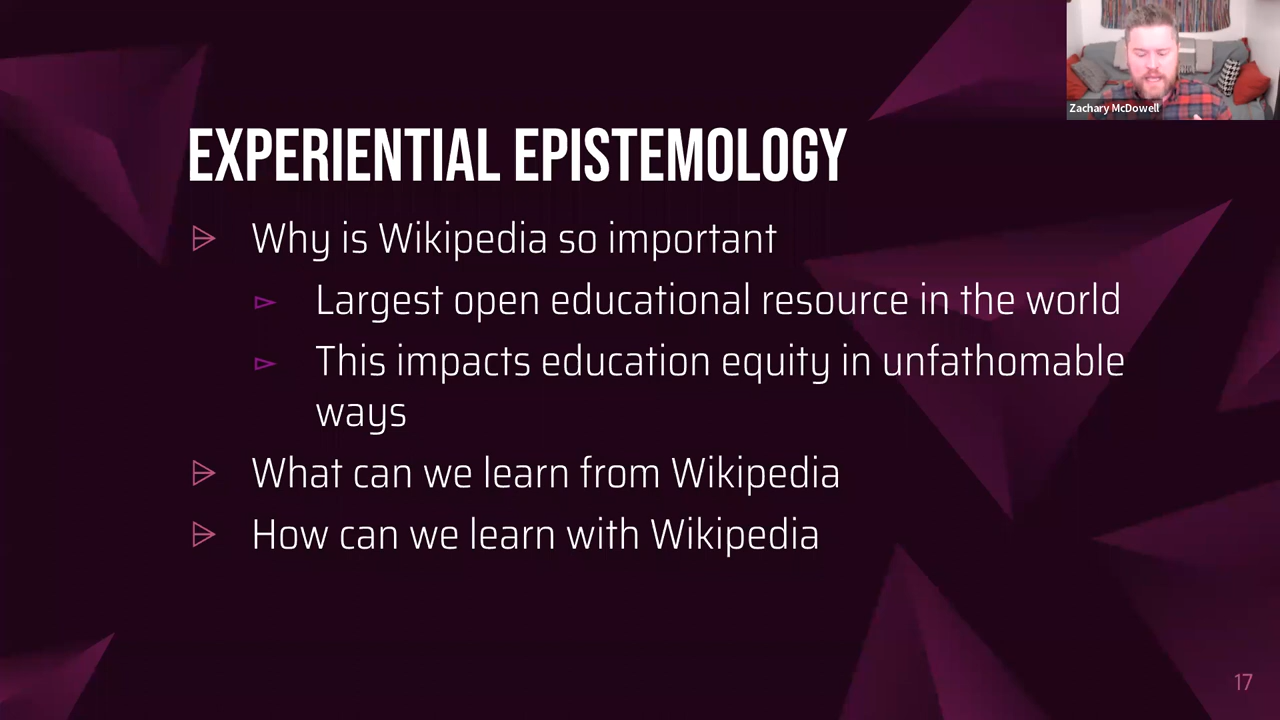 Zachary McDowell
EXPERIENTIAL EPISTEMOLOGY
Why is Wikipedia so important
Largest open educational resource in the world
This impacts education equity in unfathomable
ways
What can we learn from Wikipedia
How can we learn with Wikipedia
17